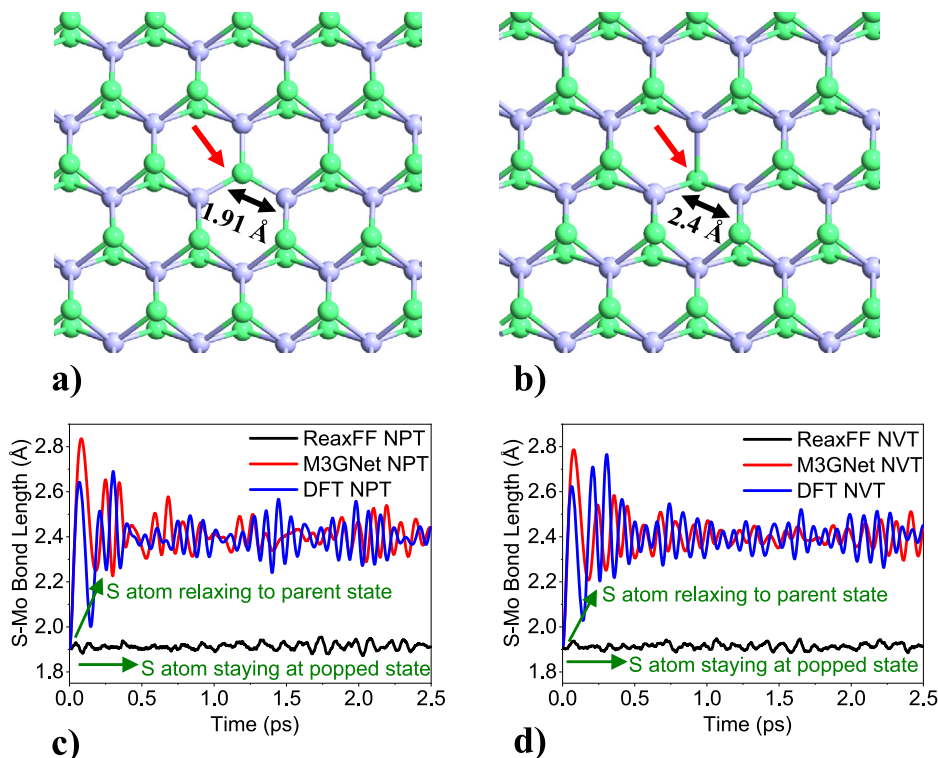 1.91 Å
2.4 Å
a)
b)
S-Mo Bond Length (Å)
2.8
2.6
2.4
2.2
2.0
1.8
ReaxFF NPT
M3GNet NPT
DFT NPT
S atom relaxing to parent state
S atom staying at popped state
0.0 0.5 1.0 1.5 2.0 2.5
Time (ps)
c)
S-Mo Bond Length (Å)
2.8
2.6
2.4
2.2
2.0
1.8
ReaxFF NVT
M3GNet NVT
DFT NVT
S atom relaxing to parent state
S atom staying at popped state
0.0 0.5 1.0 1.5 2.0 2.5
Time (ps)
d)